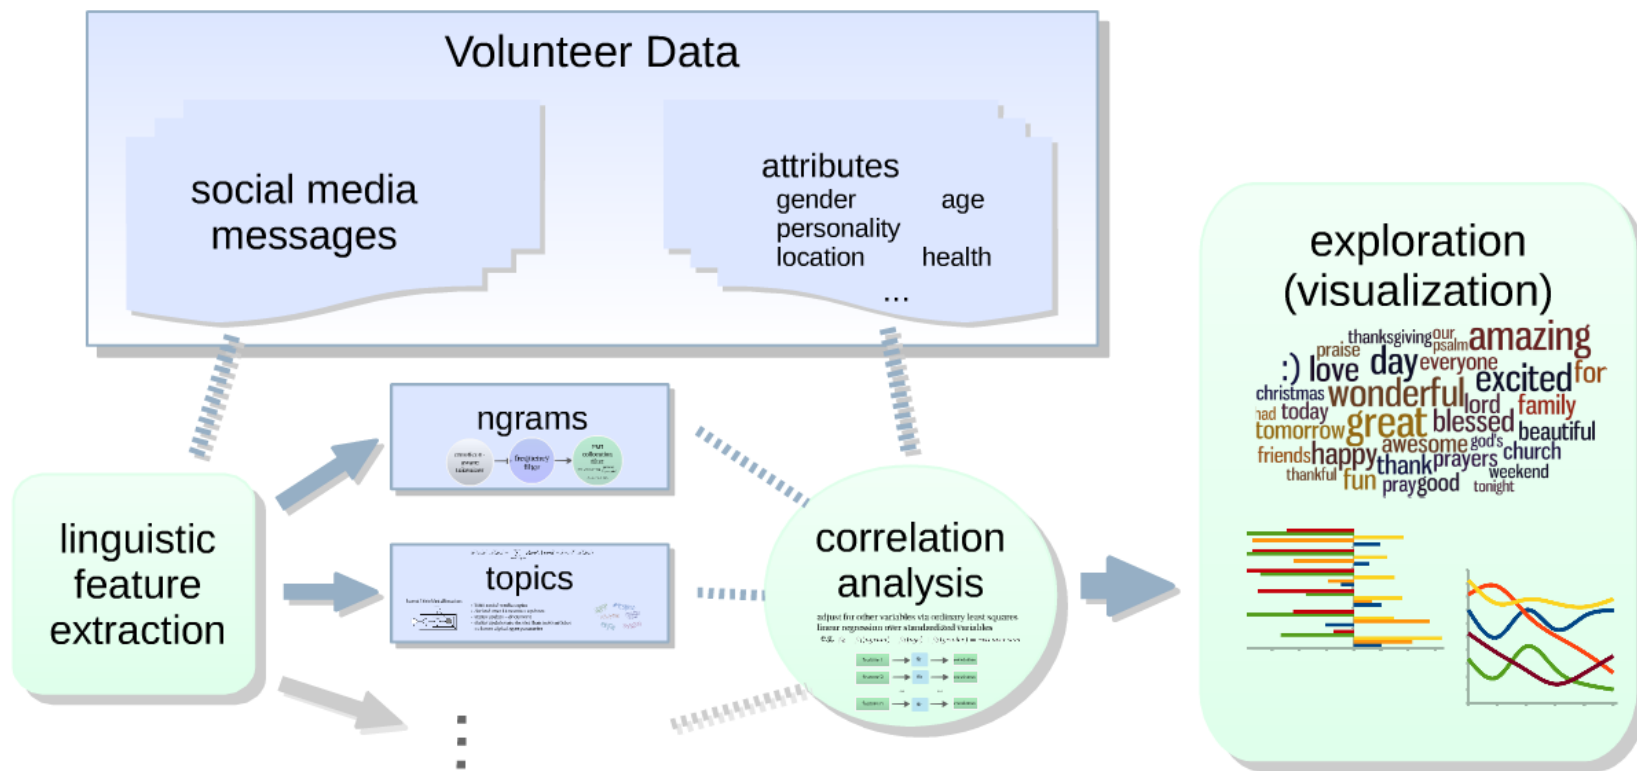 Volunteer Data
social media
messages
attributes
gender age
personality
location health
...
linguistic
feature
extraction
ngrams
frequency
filter
topics
correlation
analysis
adjust for other variables via ordinary least squares
linear regression over standardized variables
exploration
(visualization)
thanksgiving our amazing
praise psalm
:) love day everyone excited for
christmas wonderful lord family
had today great blessed beautiful
tomorrow awesome god's church
friends happy thank prayers weekend
thankful fun pray good tonight